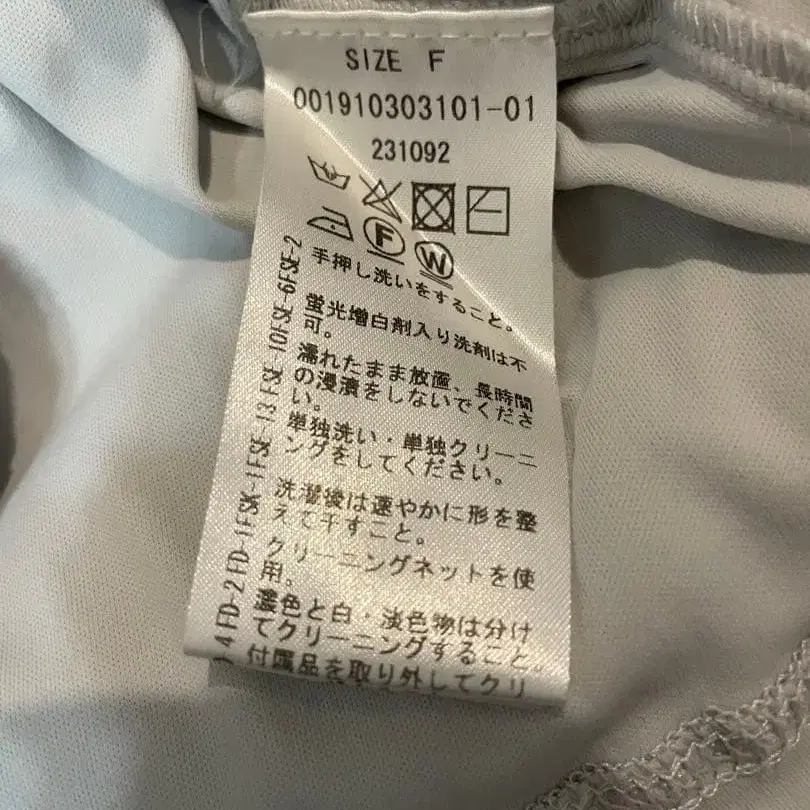 SIZE F
001910303101-01
231092
F W
手押し洗いをすること。
蛍光増白剤入り洗剤は不
可。
濡れたまま放置、長時間
の浸漬をしないでくださ
い。
単独洗い・単独クリーニ
ングをしてください。
洗濯後は速やかに形を整
えて干すこと。
クリーニングネットを使
用。
濃色と白・淡色物は分け
てクリーニングすること。
付属品を取り外してクリ